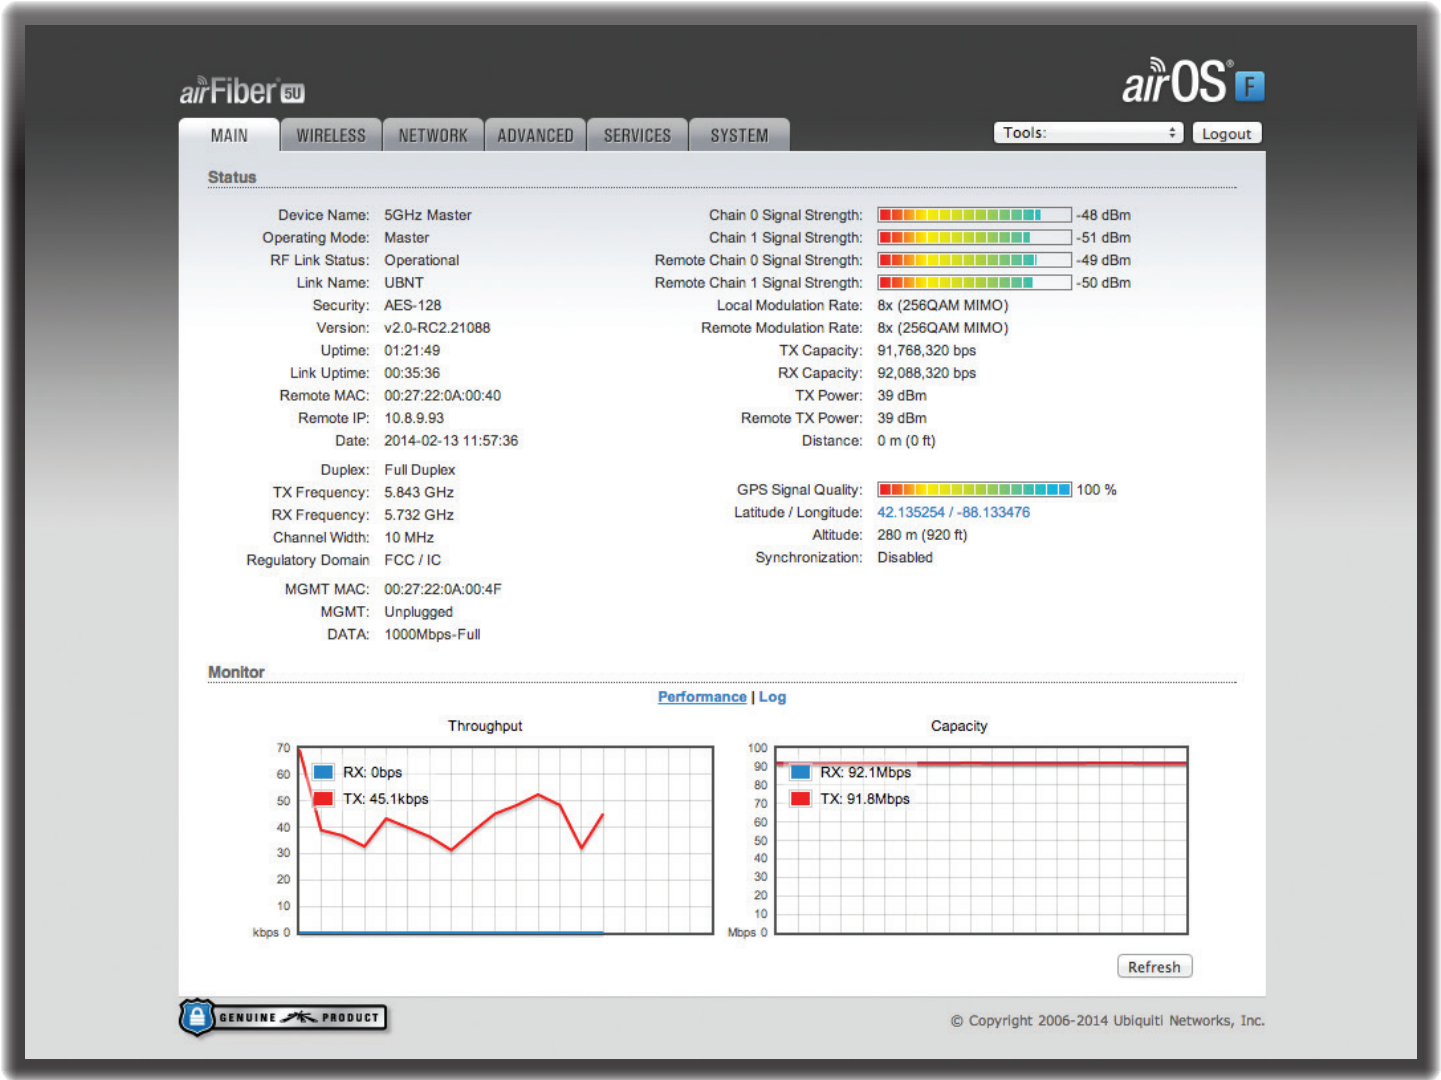 airFiber® 5U
airOS® F
MAIN WIRELESS NETWORK ADVANCED SERVICES SYSTEM Tools: Logout
Status
Device Name: 5GHz Master
Operating Mode: Master
RF Link Status: Operational
Link Name: UBNT
Security: AES-128
Version: v2.0-RC2.21088
Uptime: 01:21:49
Link Uptime: 00:35:36
Remote MAC: 00:27:22:0A:00:40
Remote IP: 10.8.9.93
Date: 2014-02-13 11:57:36
Duplex: Full Duplex
TX Frequency: 5.843 GHz
RX Frequency: 5.732 GHz
Channel Width: 10 MHz
Regulatory Domain FCC / IC
MGMT MAC: 00:27:22:0A:00:4F
MGMT: Unplugged
DATA: 1000Mbps-Full
Chain 0 Signal Strength: -48 dBm
Chain 1 Signal Strength: -51 dBm
Remote Chain 0 Signal Strength: -49 dBm
Remote Chain 1 Signal Strength: -50 dBm
Local Modulation Rate: 8x (256QAM MIMO)
Remote Modulation Rate: 8x (256QAM MIMO)
TX Capacity: 91,768,320 bps
RX Capacity: 92,088,320 bps
TX Power: 39 dBm
Remote TX Power: 39 dBm
Distance: 0 m (0 ft)
GPS Signal Quality: 100 %
Latitude / Longitude: 42.135254 / -88.133476
Altitude: 280 m (920 ft)
Synchronization: Disabled
Monitor
Performance | Log
Throughput
70
60
50
40
30
20
10
kbps 0
RX: 0bps
TX: 45.1kbps
Capacity
100
90
80
70
60
50
40
30
20
10
Mbps 0
RX: 92.1Mbps
TX: 91.8Mbps
Refresh
GENUINE PRODUCT
© Copyright 2006-2014 Ubiquiti Networks, Inc.